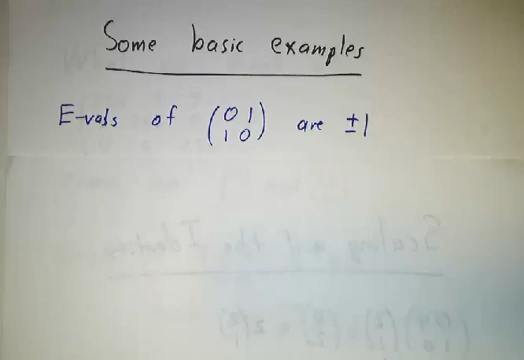 Some basic examples
E-vals of (0 1
1 0) are ±1